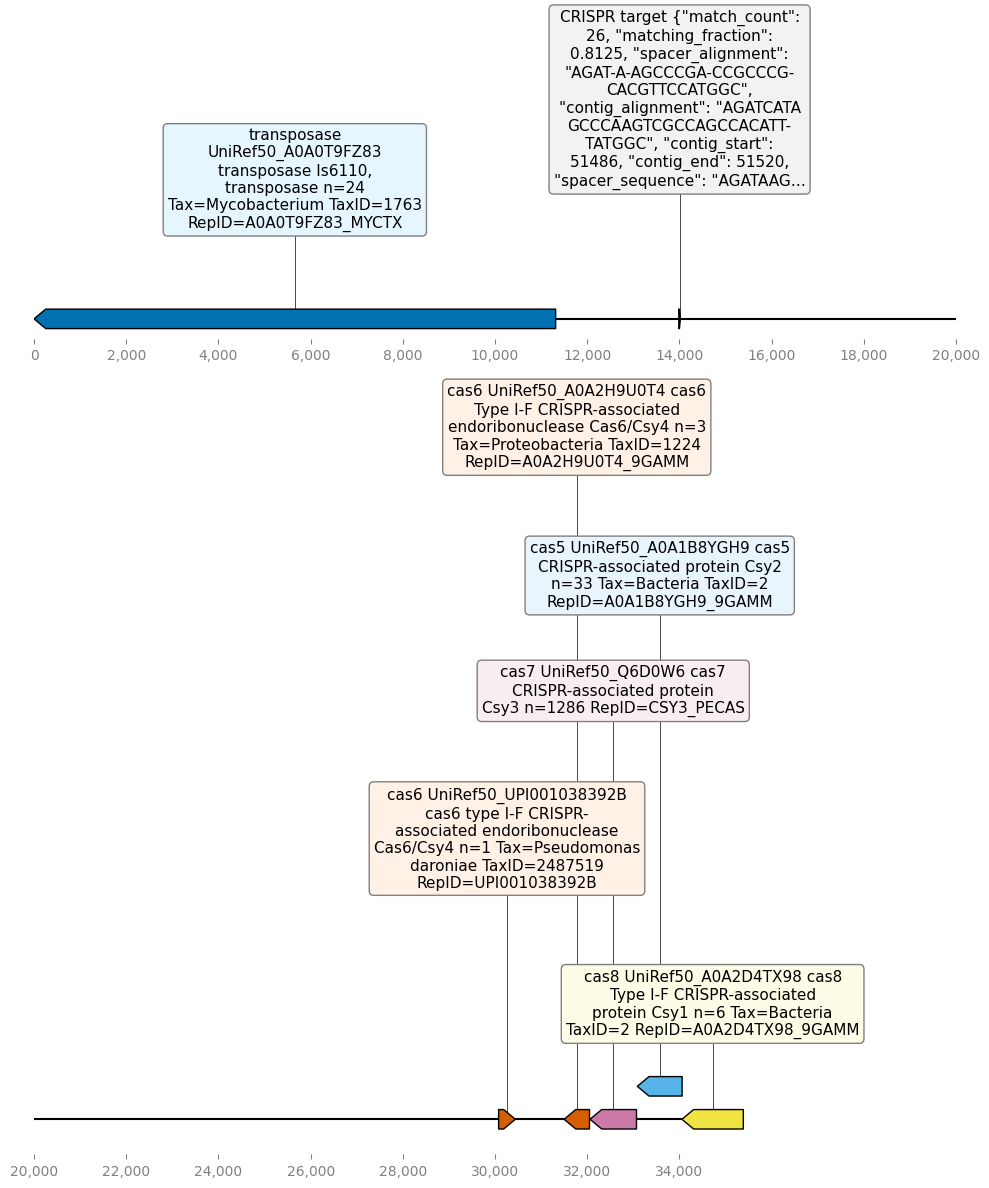 CRISPR target {"match_count":
26, "matching_fraction":
0.8125, "spacer_alignment":
"AGAT-A-AGCCCGA-CCGCCCG-
CACGTTCCATGGC",
"contig_alignment": "AGATCATA
GCCCAAGTCGCCAGCCACATT-
TATGGC", "contig_start":
51486, "contig_end": 51520,
"spacer_sequence": "AGATAAG...
transposase
UniRef50_A0A0T9FZ83
transposase Is6110,
transposase n=24
Tax=Mycobacterium TaxID=1763
RepID=A0A0T9FZ83_MYCTX
0 2,000 4,000 6,000 8,000 10,000 12,000 14,000 16,000 18,000 20,000
cas6 UniRef50_A0A2H9U0T4 cas6
Type I-F CRISPR-associated
endoribonuclease Cas6/Csy4 n=3
Tax=Proteobacteria TaxID=1224
RepID=A0A2H9U0T4_9GAMM
cas5 UniRef50_A0A1B8YGH9 cas5
CRISPR-associated protein Csy2
n=33 Tax=Bacteria TaxID=2
RepID=A0A1B8YGH9_9GAMM
cas7 UniRef50_Q6D0W6 cas7
CRISPR-associated protein
Csy3 n=1286 RepID=CSY3_PECAS
cas6 UniRef50_UPI001038392B
cas6 type I-F CRISPR-
associated endoribonuclease
Cas6/Csy4 n=1 Tax=Pseudomonas
daroniae TaxID=2487519
RepID=UPI001038392B
cas8 UniRef50_A0A2D4TX98 cas8
Type I-F CRISPR-associated
protein Csy1 n=6 Tax=Bacteria
TaxID=2 RepID=A0A2D4TX98_9GAMM
20,000 22,000 24,000 26,000 28,000 30,000 32,000 34,000